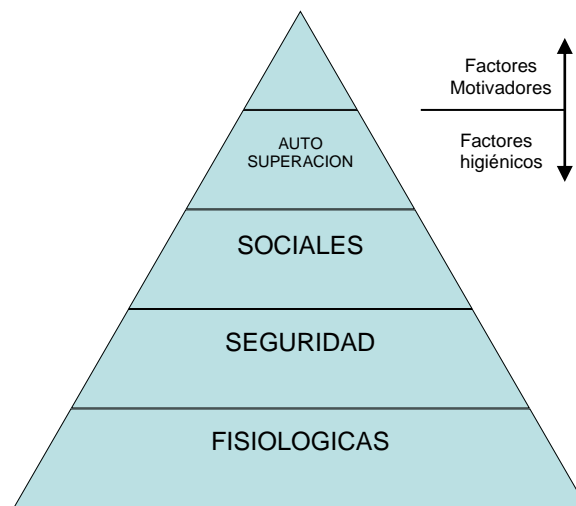 Factores
Motivadores
Factores
higiénicos
AUTO
SUPERACION
SOCIALES
SEGURIDAD
FISIOLOGICAS